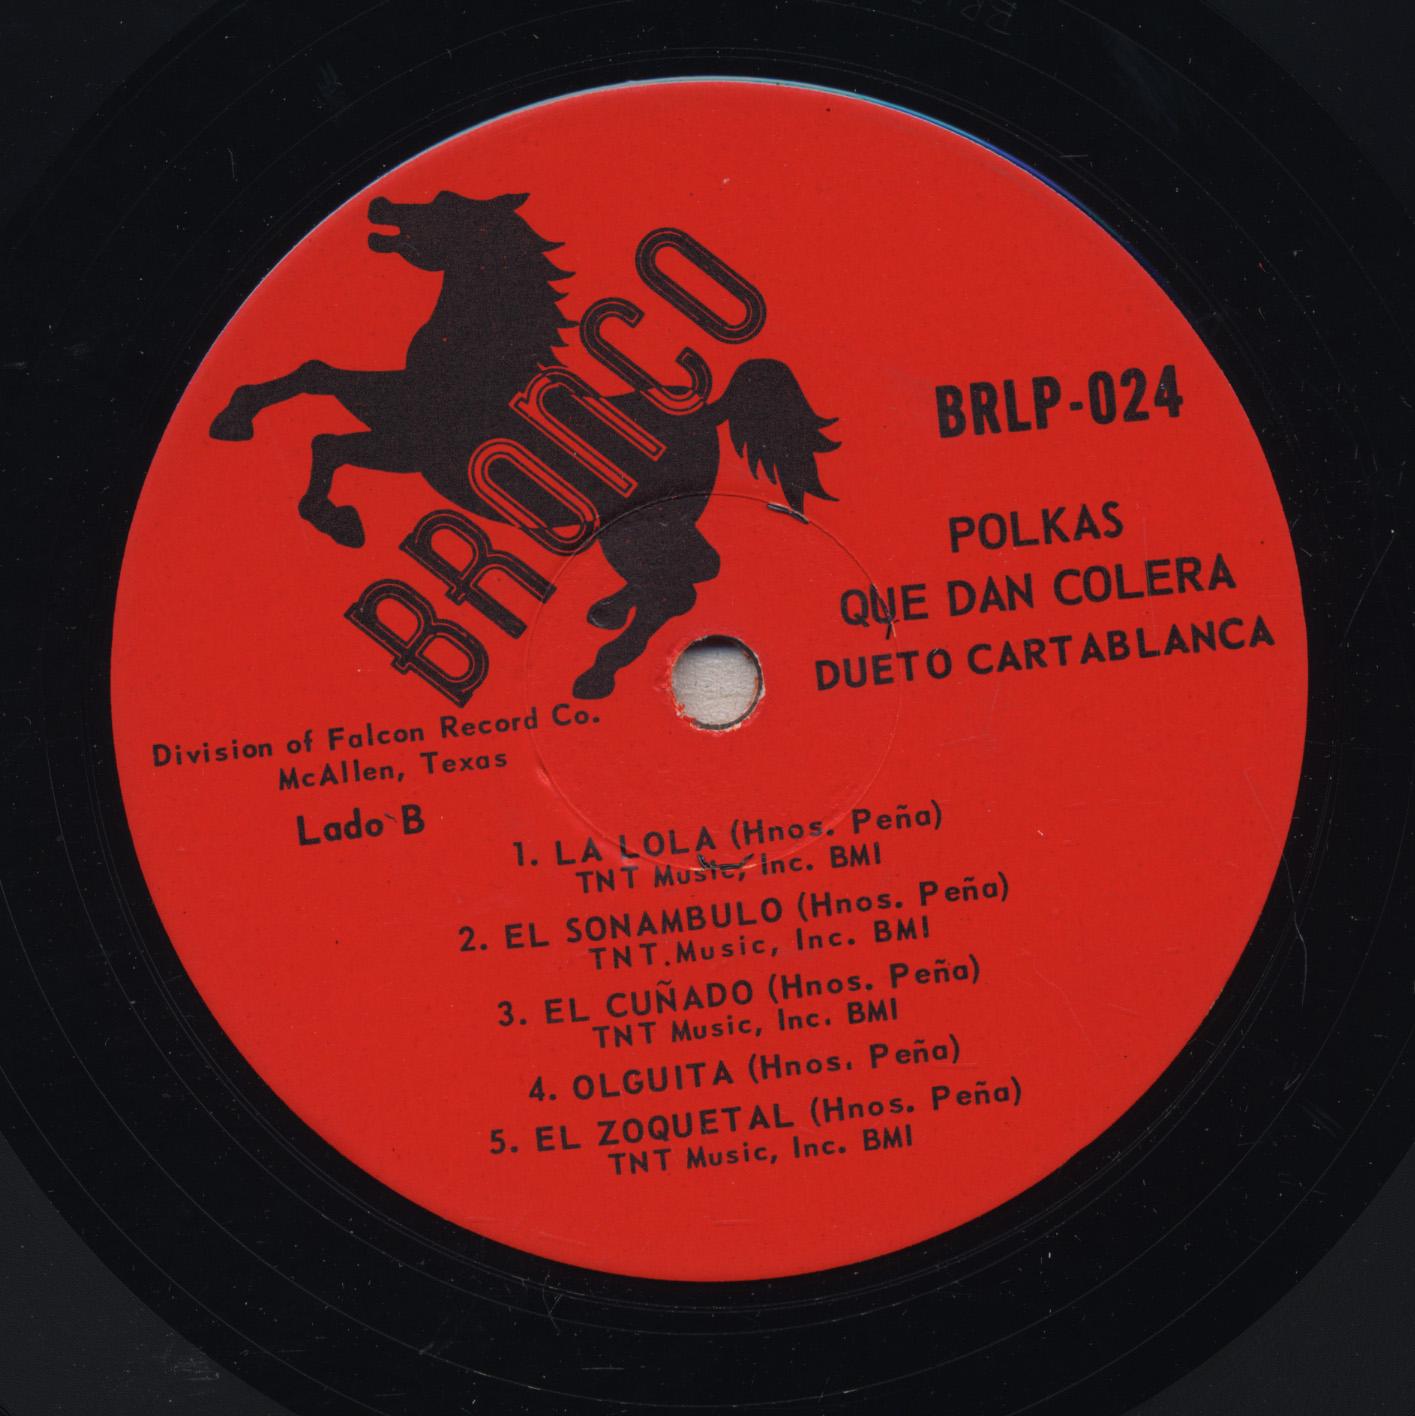 BRONCO
BRLP-024
POLKAS
QUE DAN COLERA
DUETO CARTABLANCA
Division of Falcon Record Co.
McAllen, Texas
Lado B
1. LA LOLA (Hnos. Peña)
TNT Music, Inc. BMI
2. EL SONAMBULO (Hnos. Peña)
TNT Music, Inc. BMI
3. EL CUÑADO (Hnos. Peña)
TNT Music, Inc. BMI
4. OLGUITA (Hnos. Peña)
5. EL ZOQUETAL (Hnos. Peña)
TNT Music, Inc. BMI